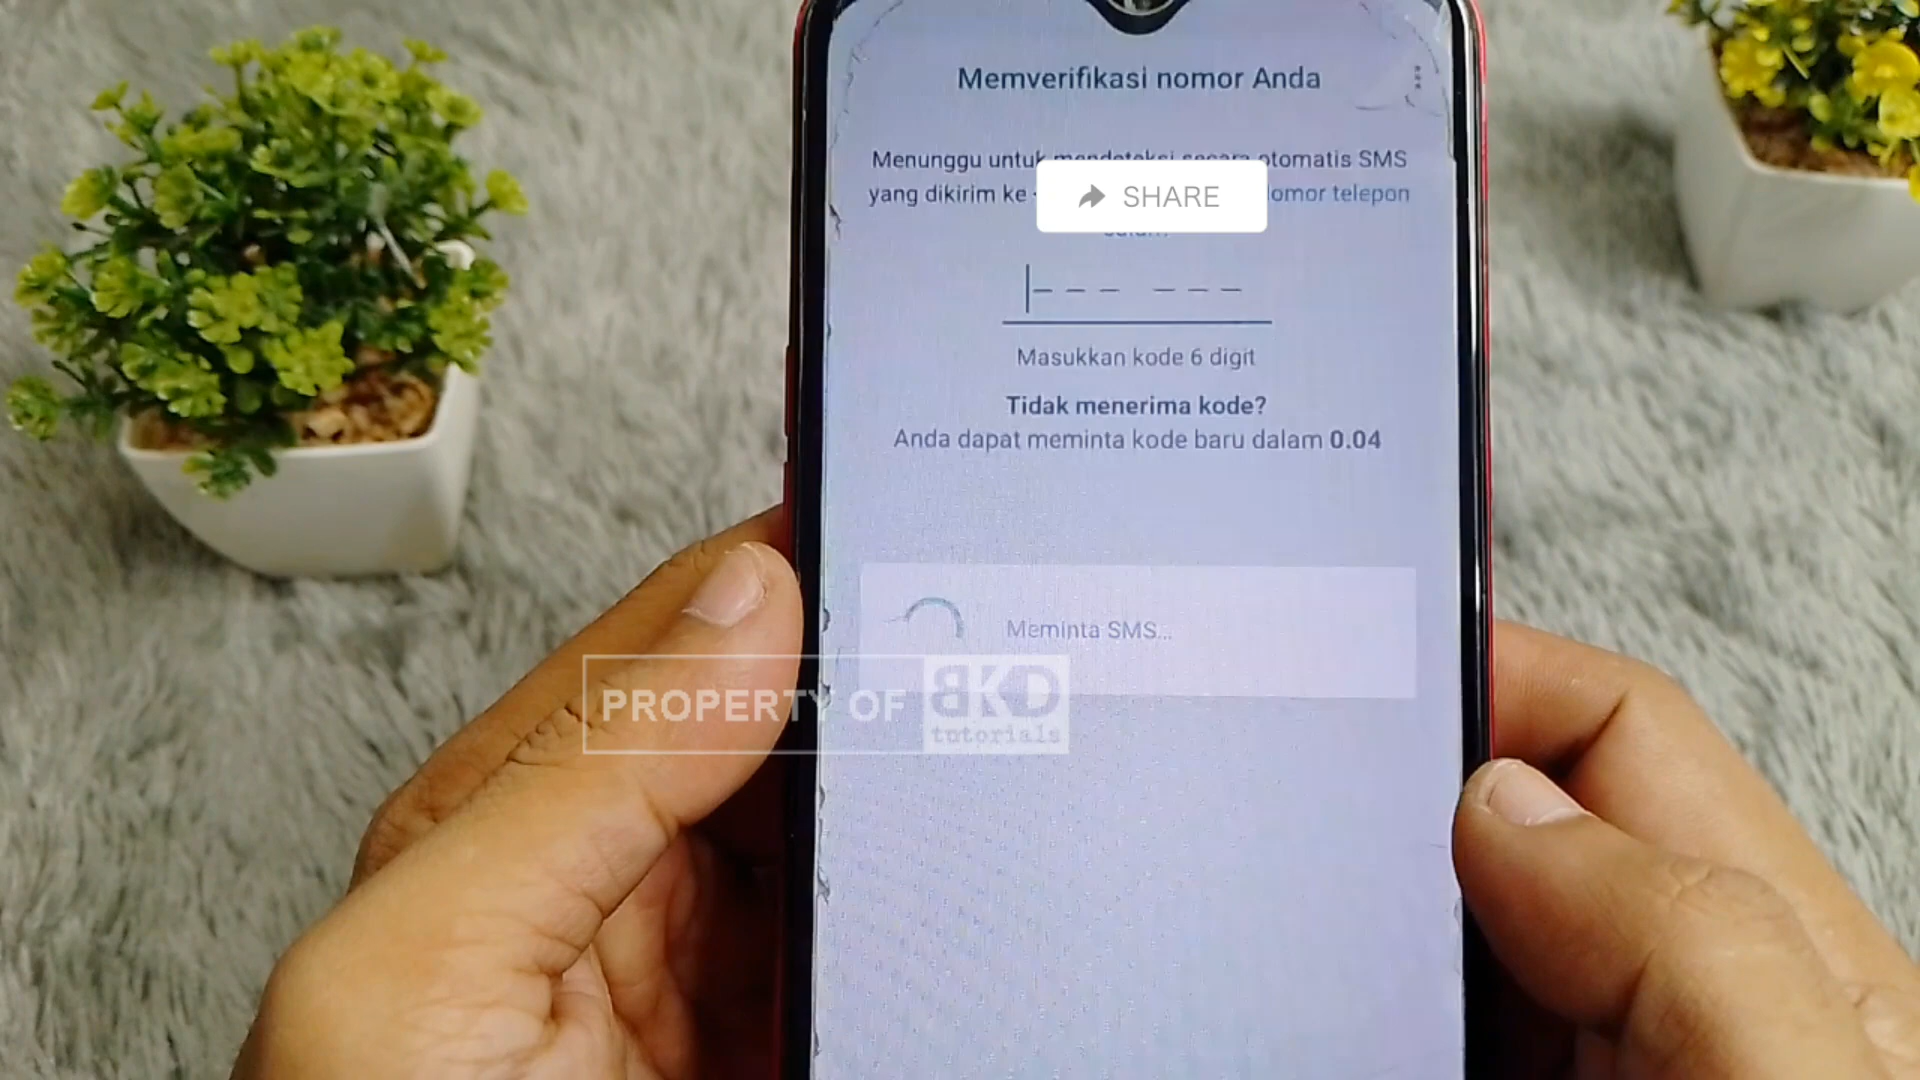 Memverifikasi nomor Anda
Menunggu untuk mendeteksi secara otomatis SMS
yang dikirim ke
nomor telepon
SHARE
Masukkan kode 6 digit
Tidak menerima kode?
Anda dapat meminta kode baru dalam 0.04
Meminta SMS...
PROPERTY OF BKD
tutorials